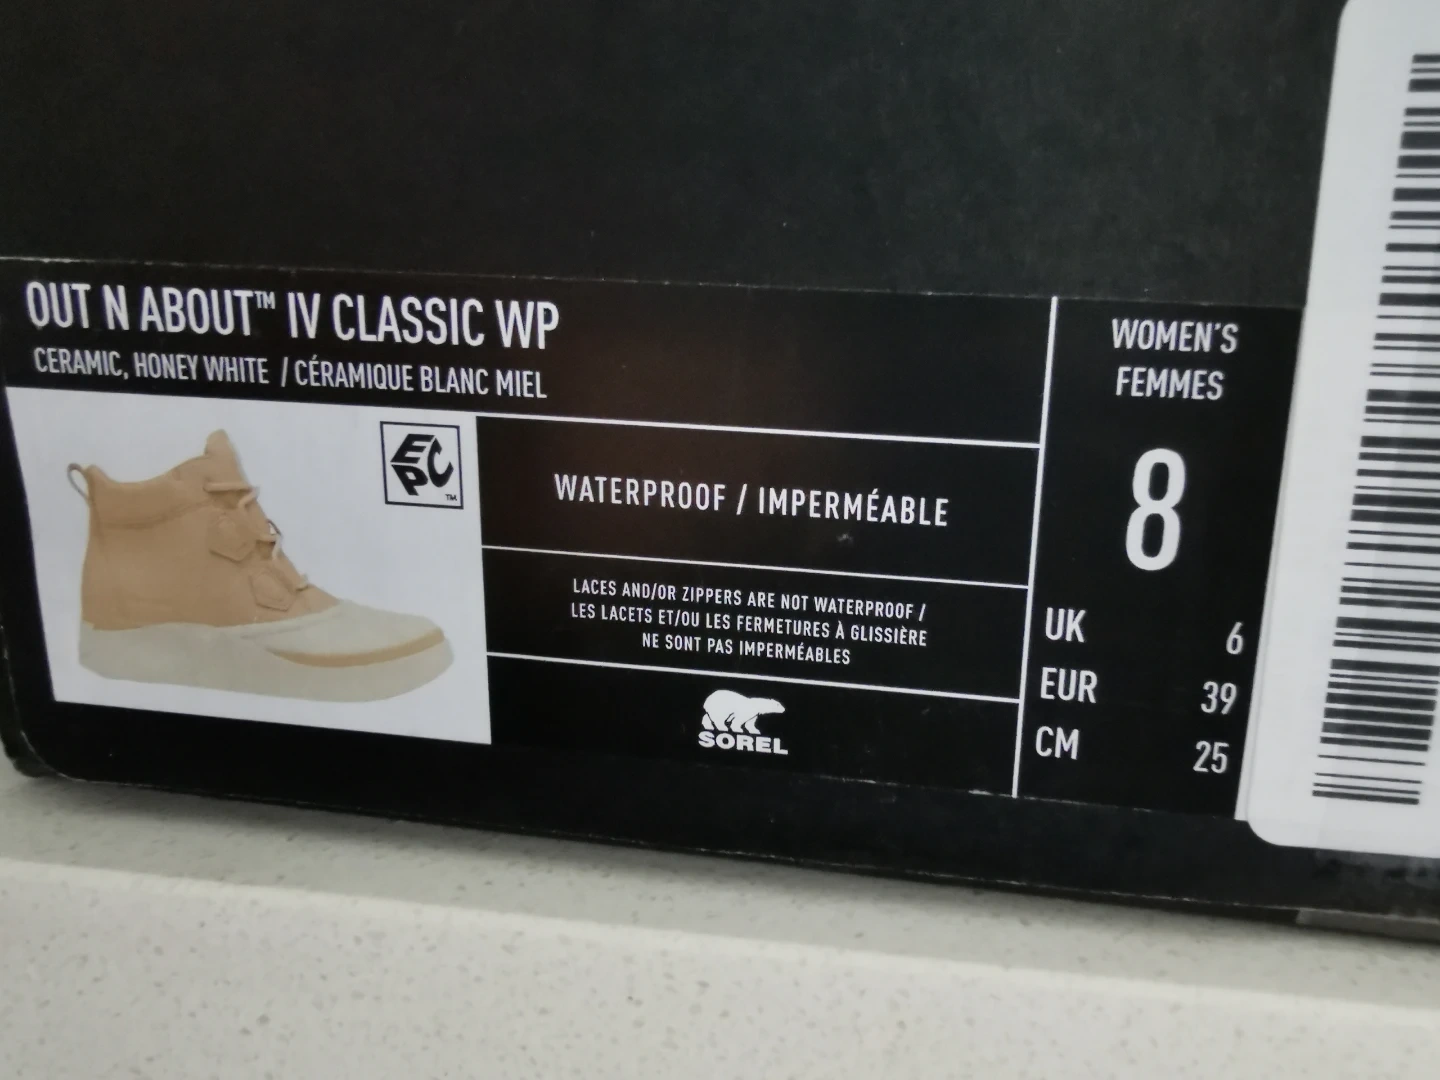 OUT N ABOUT™ IV CLASSIC WP
CERAMIC, HONEY WHITE / CÉRAMIQUE BLANC MIEL
EPC™
WATERPROOF / IMPERMÉABLE
LACES AND/OR ZIPPERS ARE NOT WATERPROOF /
LES LACETS ET/OU LES FERMETURES À GLISSIÈRE
NE SONT PAS IMPERMÉABLES
SOREL
WOMEN'S
FEMMES
8
UK 6
EUR 39
CM 25